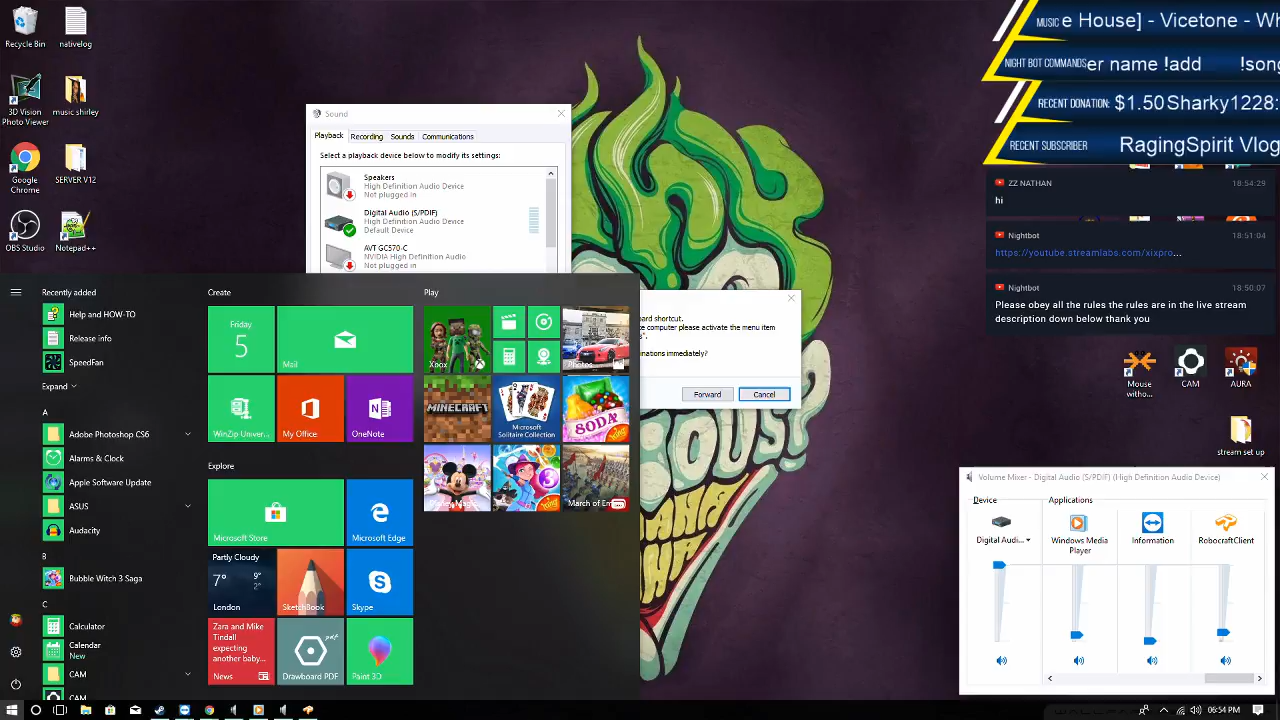 Recycle Bin
nativelog
3D Vision
Photo Viewer
music shirley
Google
Chrome
SERVER V12
OBS Studio
Notepad++
Sound
Playback
Recording
Sounds
Communications
Select a playback device below to modify its settings:
Speakers
High Definition Audio Device
Not plugged in
Digital Audio (S/PDIF)
High Definition Audio Device
Default Device
AVT GC570-C
NVIDIA High Definition Audio
Not plugged in
MUSIC
e House] - Vicetone - Wh
NIGHT BOT COMMANDS
er name !add
!song
RECENT DONATION:
$1.50Sharky1228:
RECENT SUBSCRIBER
RagingSpirit Vlog
ZZ NATHAN
18:54:29
hi
Nightbot
18:51:04
https://youtube.streamlabs.com/xixpro...
Nightbot
18:50:07
Please obey all the rules the rules are in the live stream
description down below thank you
Mouse
witho...
CAM
AURA
stream set up
Recently added
Help and HOW-TO
Release info
SpeedFan
Expand
A
Adobe Photoshop CS6
Alarms & Clock
Apple Software Update
ASUS
Audacity
B
Bubble Witch 3 Saga
C
Calculator
Calendar
New
CAM
CAM
Create
Friday
5
Mail
WinZip Univer...
My Office
OneNote
Explore
Microsoft Store
Microsoft Edge
Partly Cloudy
7°
9°
2°
London
SketchBook
Skype
Zara and Mike
Tindall
expecting
another baby...
News
pdf
Drawboard PDF
Paint 3D
Play
Xbox
Photos
MINECRAFT
Microsoft
Solitaire Collection
SODA
King
3
King
March of Em
ard shortcut.
e computer please activate the menu item
inations immediately?
Forward
Cancel
Volume Mixer - Digital Audio (S/PDIF) (High Definition Audio Device)
Device
Applications
Digital Audi...
Windows Media
Player
Information
RobocraftClient
06:54 PM